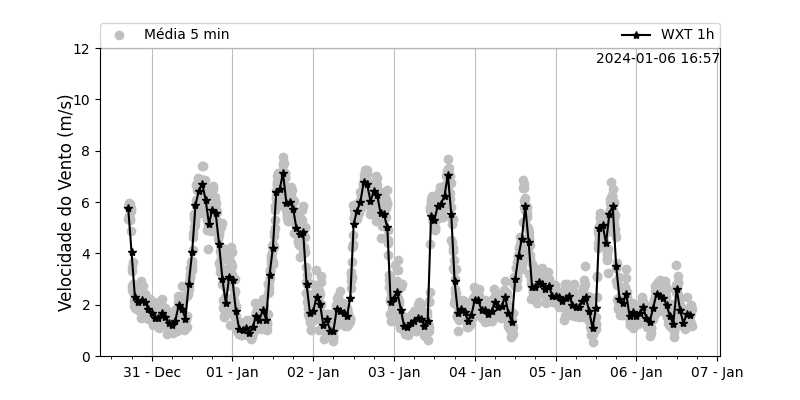 Média 5 min
WXT 1h
2024-01-06 16:57
Velocidade do Vento (m/s)
12
10
8
6
4
2
0
31 - Dec
01 - Jan
02 - Jan
03 - Jan
04 - Jan
05 - Jan
06 - Jan
07 - Jan